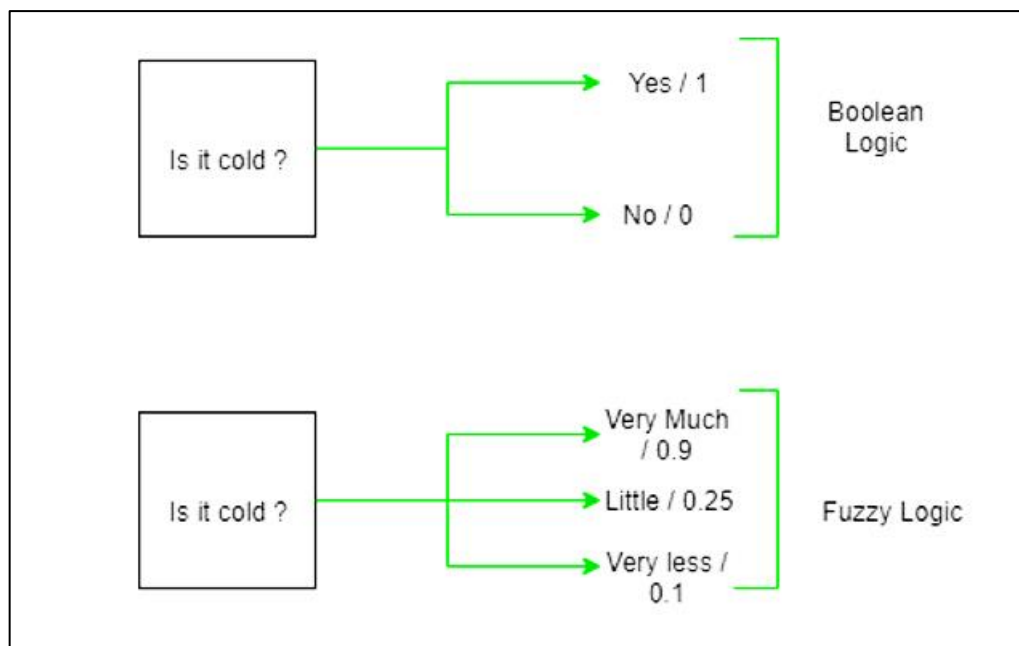 Is it cold ?
Yes / 1
No / 0
Boolean
Logic
Is it cold ?
Very Much
/ 0.9
Little / 0.25
Very less /
0.1
Fuzzy Logic